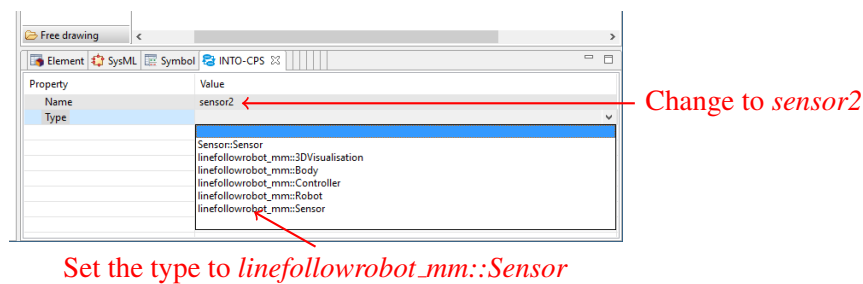 Free drawing
Element SysML Symbol INTO-CPS
Property Value
Name sensor2
Change to sensor2
Type
Sensor::Sensor
linefollowrobot_mm::3DVisualisation
linefollowrobot_mm::Body
linefollowrobot_mm::Controller
linefollowrobot_mm::Robot
linefollowrobot_mm::Sensor
Set the type to linefollowrobot_mm::Sensor